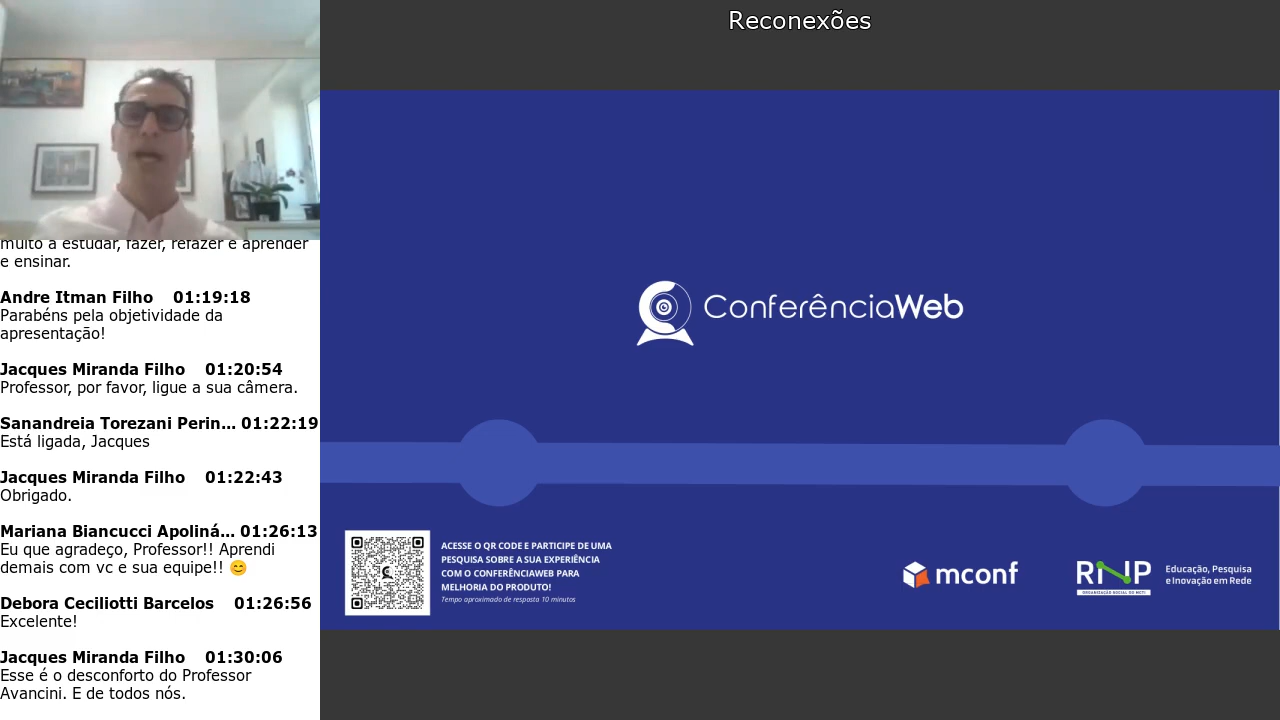 Reconexões
muito a estudar, fazer, refazer e aprender
e ensinar.
Andre Itman Filho 01:19:18
Parabéns pela objetividade da
apresentação!
Jacques Miranda Filho 01:20:54
Professor, por favor, ligue a sua câmera.
Sanandreia Torezani Perin... 01:22:19
Está ligada, Jacques
Jacques Miranda Filho 01:22:43
Obrigado.
Mariana Biancucci Apoliná... 01:26:13
Eu que agradeço, Professor!! Aprendi
demais com vc e sua equipe!! 😊
Debora Ceciliotti Barcelos 01:26:56
Excelente!
Jacques Miranda Filho 01:30:06
Esse é o desconforto do Professor
Avancini. E de todos nós.
ConferênciaWeb
ACESSE O QR CODE E PARTICIPE DE UMA
PESQUISA SOBRE A SUA EXPERIÊNCIA
COM O CONFERÊNCIAWEB PARA
MELHORIA DO PRODUTO!
Tempo aproximado de resposta 10 minutos
mconf
RNP
ORGANIZAÇÃO SOCIAL DO MCTI
Educação, Pesquisa
e Inovação em Rede